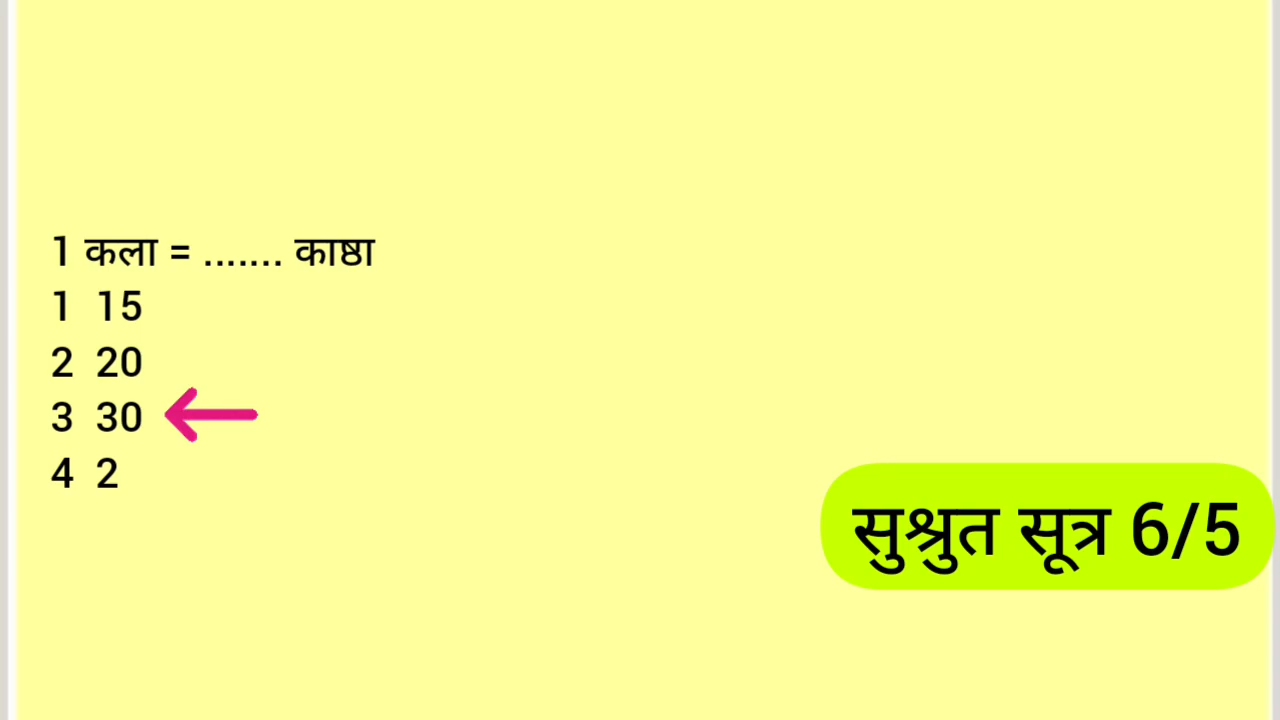 1 कला = ....... काष्ठा
1 15
2 20
3 30
4 2
सुश्रुत सूत्र 6/5